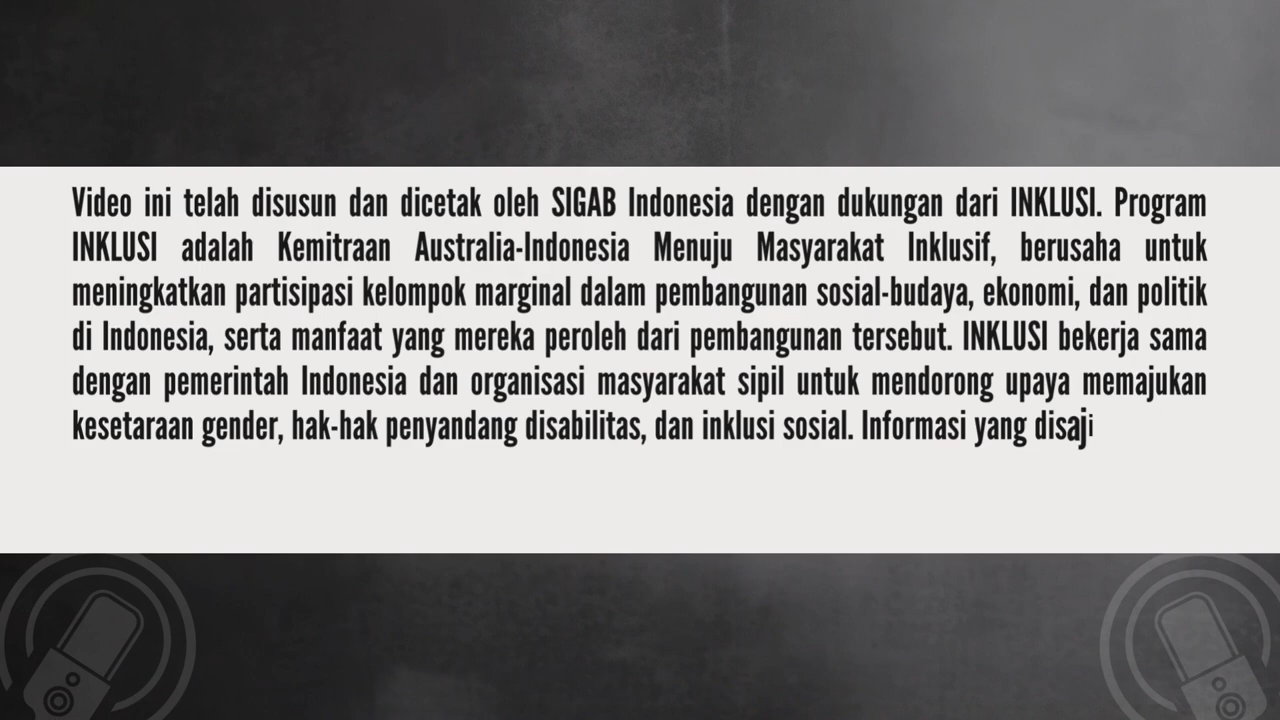 Video ini telah disusun dan dicetak oleh SIGAB Indonesia dengan dukungan dari INKLUSI. Program
INKLUSI adalah Kemitraan Australia-Indonesia Menuju Masyarakat Inklusif, berusaha untuk
meningkatkan partisipasi kelompok marginal dalam pembangunan sosial-budaya, ekonomi, dan politik
di Indonesia, serta manfaat yang mereka peroleh dari pembangunan tersebut. INKLUSI bekerja sama
dengan pemerintah Indonesia dan organisasi masyarakat sipil untuk mendorong upaya memajukan
kesetaraan gender, hak-hak penyandang disabilitas, dan inklusi sosial. Informasi yang disaji